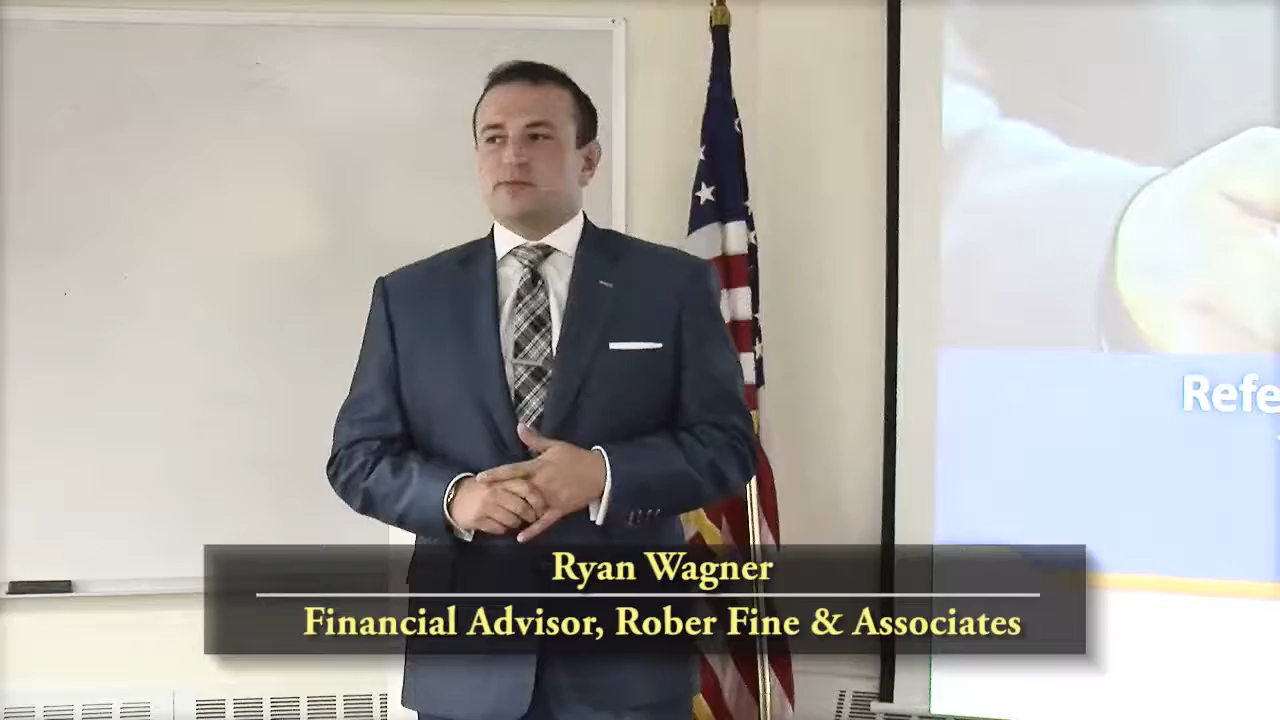 Refe
Ryan Wagner
Financial Advisor, Rober Fine & Associates